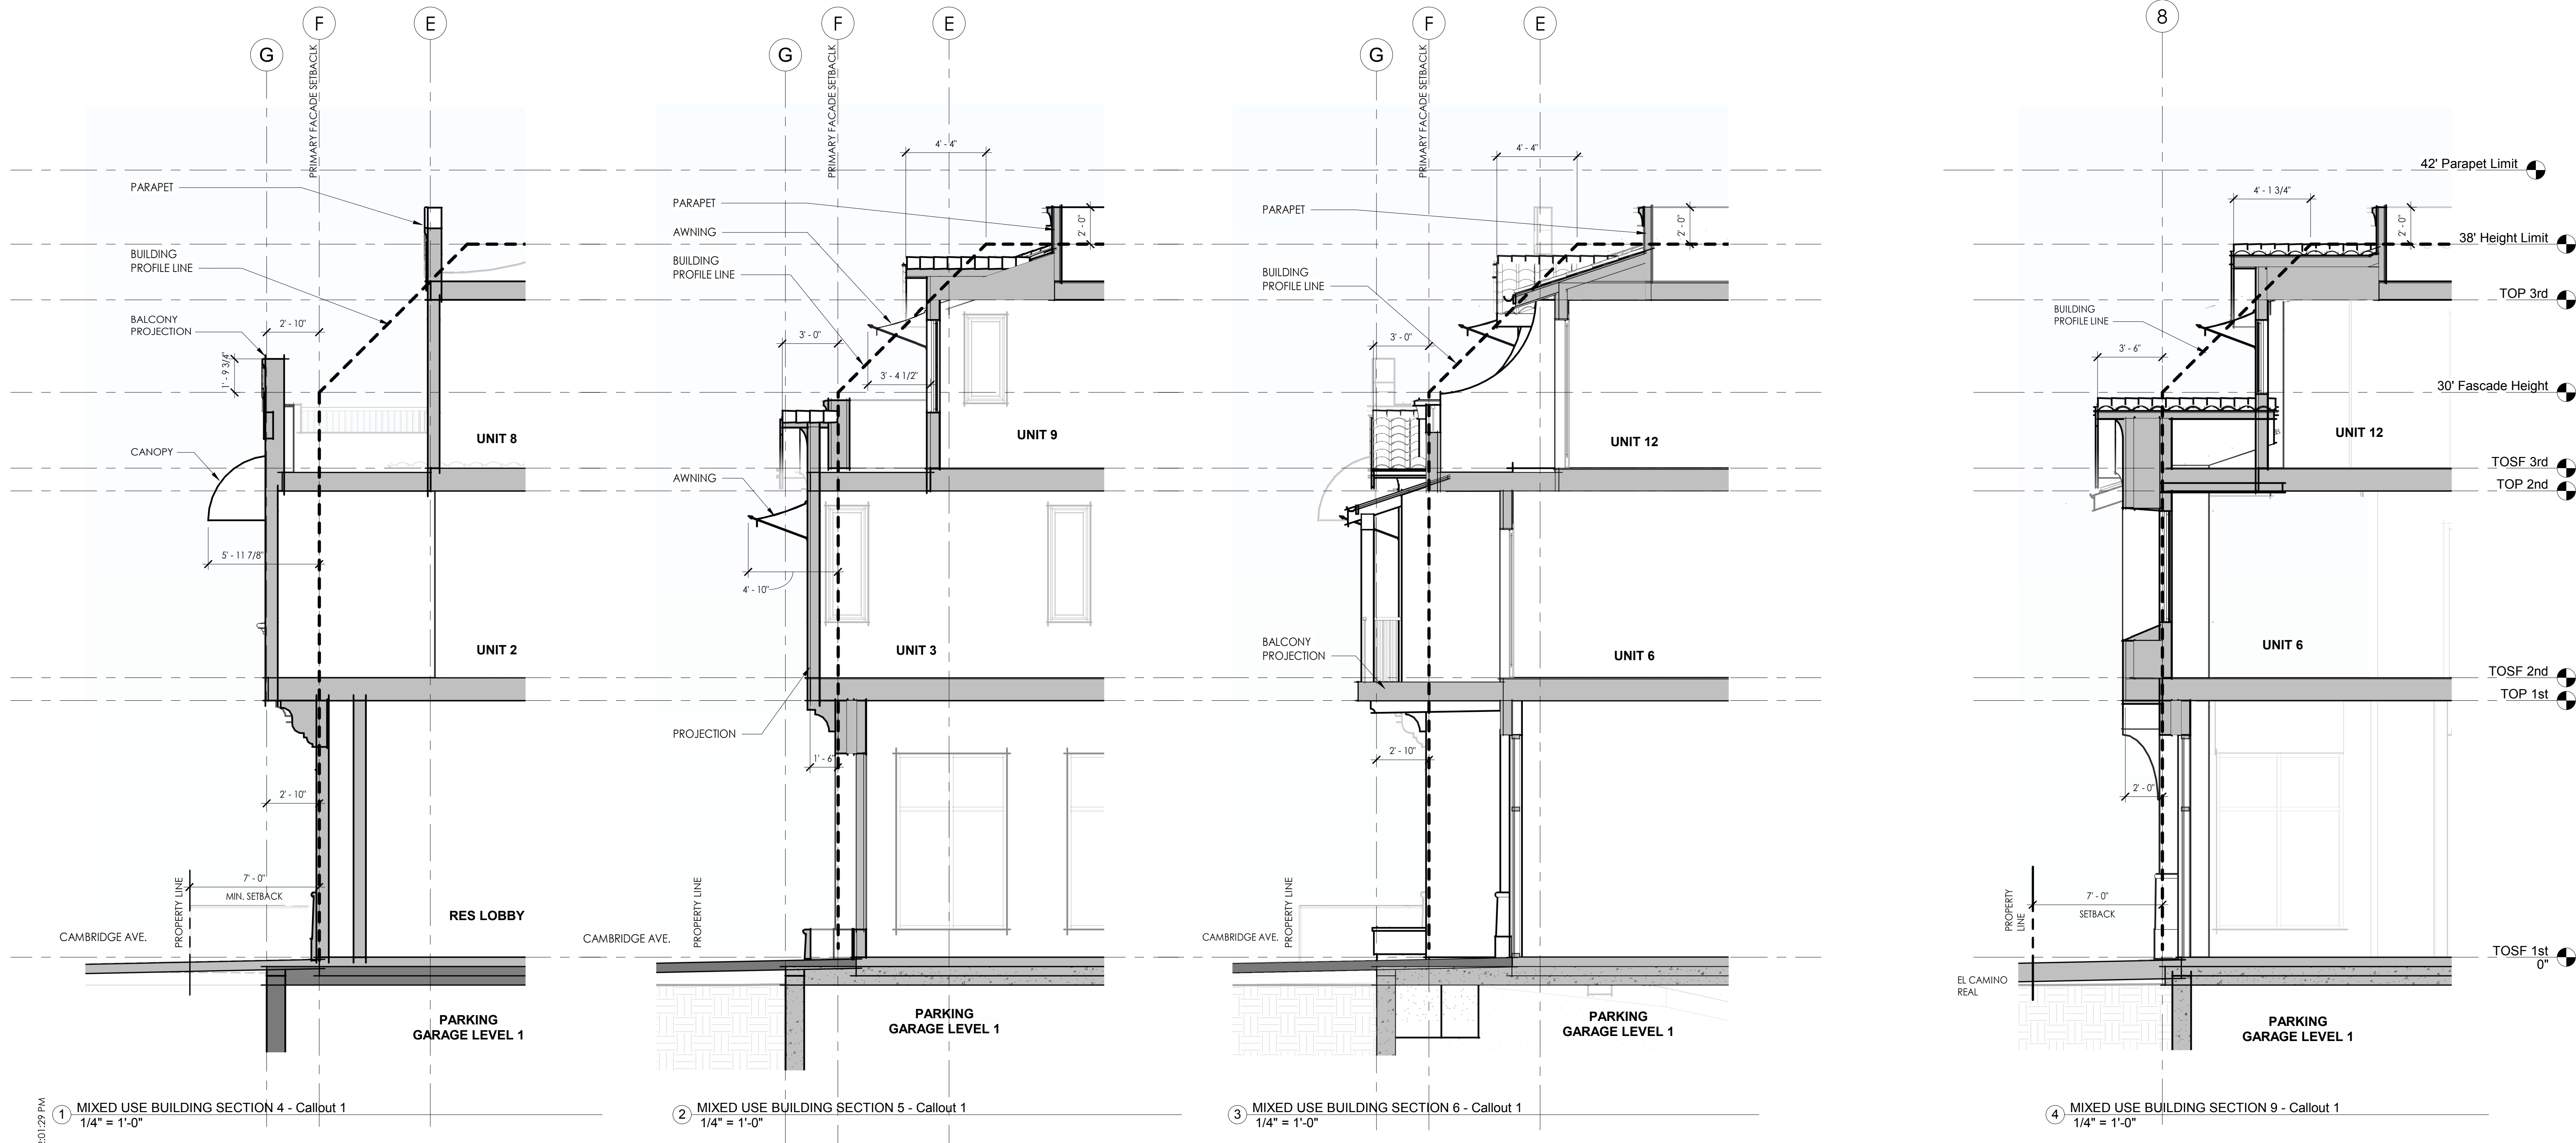 G
F
E
PRIMARY FACADE SETBACLK
PARAPET
BUILDING
PROFILE LINE
BALCONY
PROJECTION
2' - 10"
1' - 9 3/4"
CANOPY
5' - 11 7/8"
UNIT 8
UNIT 2
2' - 10"
7' - 0"
MIN. SETBACK
PROPERTY LINE
CAMBRIDGE AVE.
RES LOBBY
PARKING
GARAGE LEVEL 1
:01:29 PM
1
MIXED USE BUILDING SECTION 4 - Callout 1
1/4" = 1'-0"
G
F
E
PRIMARY FACADE SETBACLK
4' - 4"
PARAPET
2' - 0"
AWNING
BUILDING
PROFILE LINE
3' - 0"
3' - 4 1/2"
UNIT 9
AWNING
4' - 10"
UNIT 3
PROJECTION
1' - 6"
PROPERTY LINE
CAMBRIDGE AVE.
PARKING
GARAGE LEVEL 1
2
MIXED USE BUILDING SECTION 5 - Callout 1
1/4" = 1'-0"
G
F
E
PRIMARY FACADE SETBACLK
4' - 4"
PARAPET
2' - 0"
BUILDING
PROFILE LINE
3' - 0"
UNIT 12
BALCONY
PROJECTION
UNIT 6
2' - 10"
PROPERTY LINE
CAMBRIDGE AVE.
PARKING
GARAGE LEVEL 1
3
MIXED USE BUILDING SECTION 6 - Callout 1
1/4" = 1'-0"
8
42' Parapet Limit
4' - 1 3/4"
2' - 0"
38' Height Limit
TOP 3rd
BUILDING
PROFILE LINE
3' - 6"
30' Fascade Height
UNIT 12
TOSF 3rd
TOP 2nd
UNIT 6
TOSF 2nd
TOP 1st
2' - 0"
PROPERTY
LINE
7' - 0"
SETBACK
TOSF 1st
0"
EL CAMINO
REAL
PARKING
GARAGE LEVEL 1
4
MIXED USE BUILDING SECTION 9 - Callout 1
1/4" = 1'-0"